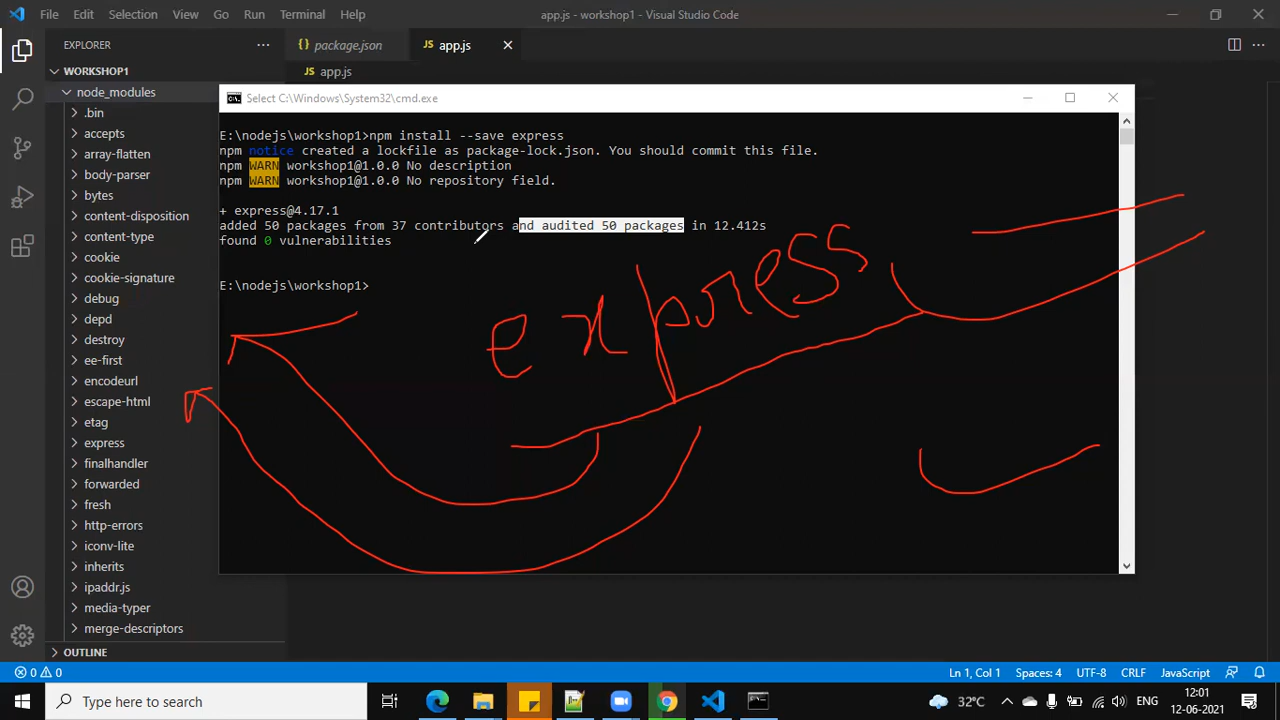 File Edit Selection View Go Run Terminal Help
app.js - workshop1 - Visual Studio Code
EXPLORER
package.json
app.js
WORKSHOP1
app.js
node_modules
.bin
accepts
array-flatten
body-parser
bytes
content-disposition
content-type
cookie
cookie-signature
debug
depd
destroy
ee-first
encodeurl
escape-html
etag
express
finalhandler
forwarded
fresh
http-errors
iconv-lite
inherits
ipaddr.js
media-typer
merge-descriptors
OUTLINE
Select C:\Windows\System32\cmd.exe
E:\nodejs\workshop1>npm install --save express
npm notice created a lockfile as package-lock.json. You should commit this file.
npm WARN workshop1@1.0.0 No description
npm WARN workshop1@1.0.0 No repository field.
+ express@4.17.1
added 50 packages from 37 contributors and audited 50 packages in 12.412s
found 0 vulnerabilities
E:\nodejs\workshop1>
express
0 0
Ln 1, Col 1 Spaces: 4 UTF-8 CRLF JavaScript
Type here to search
32°C
ENG
12:01
12-06-2021